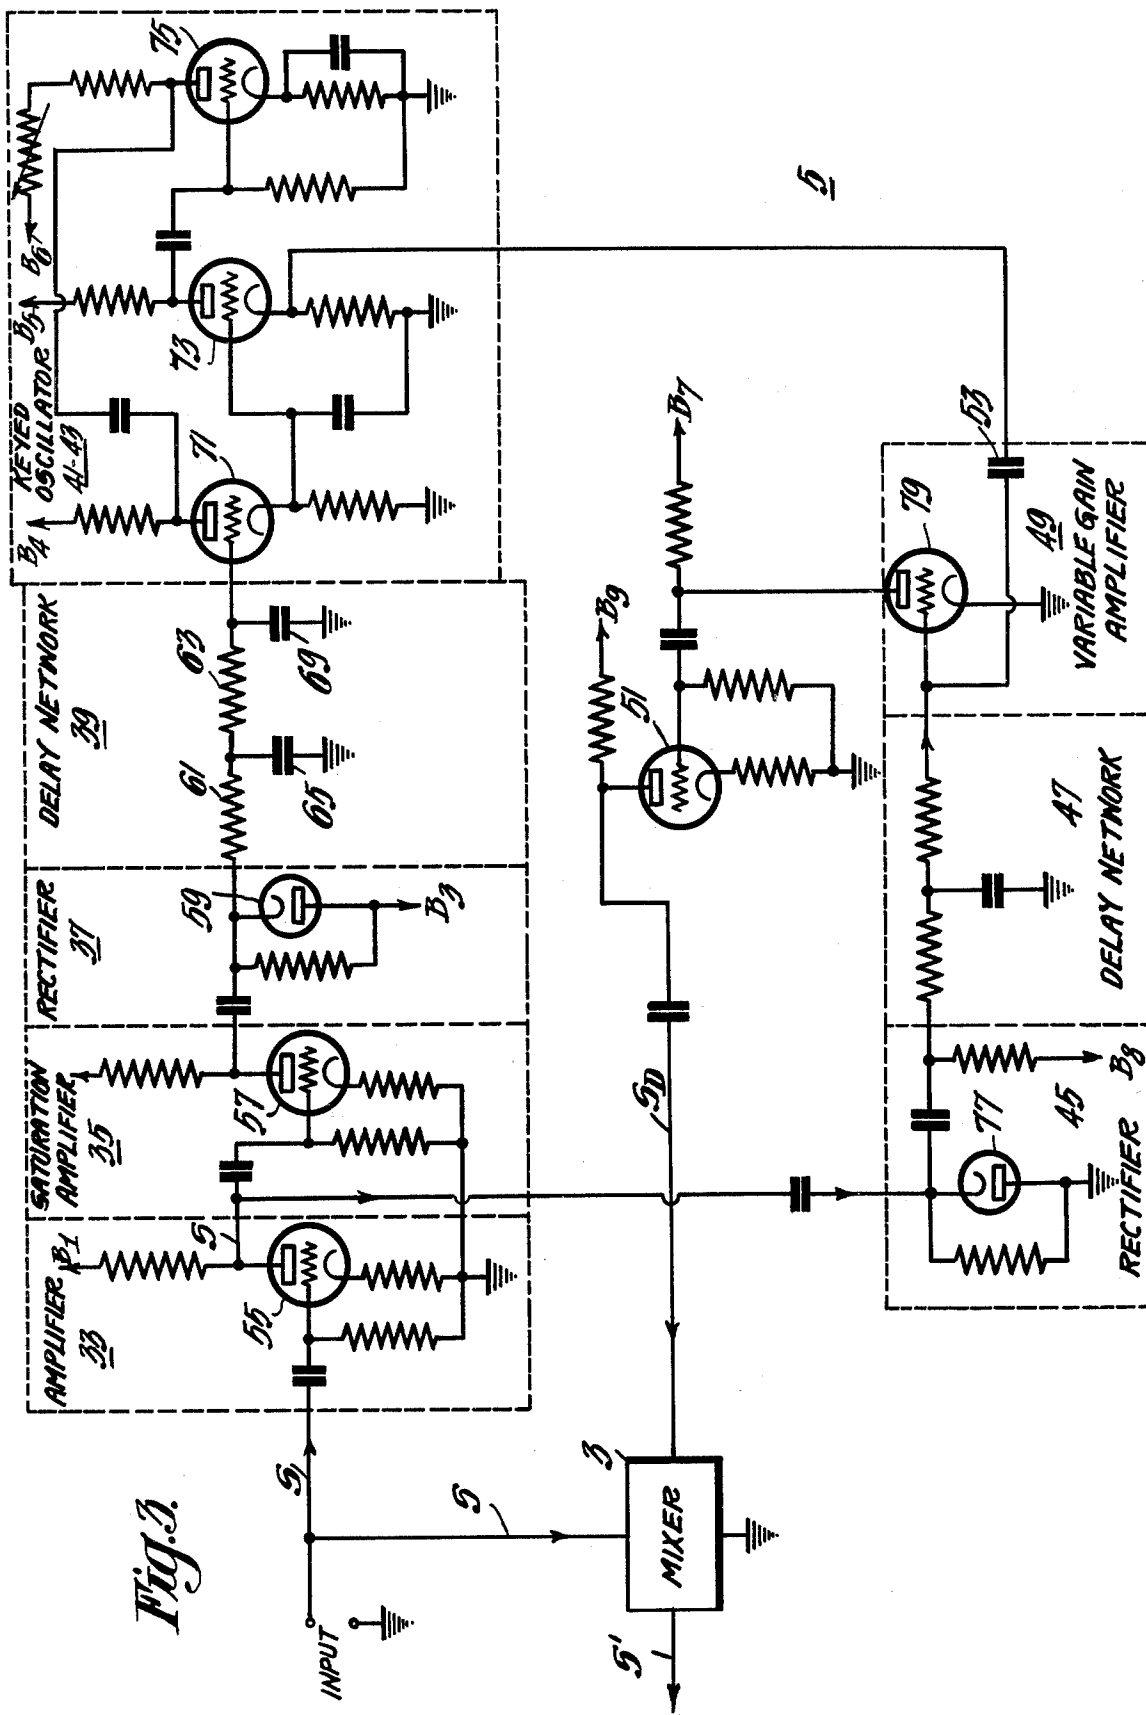 Fig. 3.
INPUT
S
S
S'
MIXER
3
AMPLIFIER
33
B1
S
55
SATURATION
AMPLIFIER
35
57
RECTIFIER
37
59
B3
DELAY NETWORK
39
61
63
65
69
KEYED
OSCILLATOR
41-43
B4
B5
B6
71
73
75
5
SD
51
B9
B7
RECTIFIER
45
77
B8
DELAY NETWORK
47
VARIABLE GAIN
AMPLIFIER
49
79
53